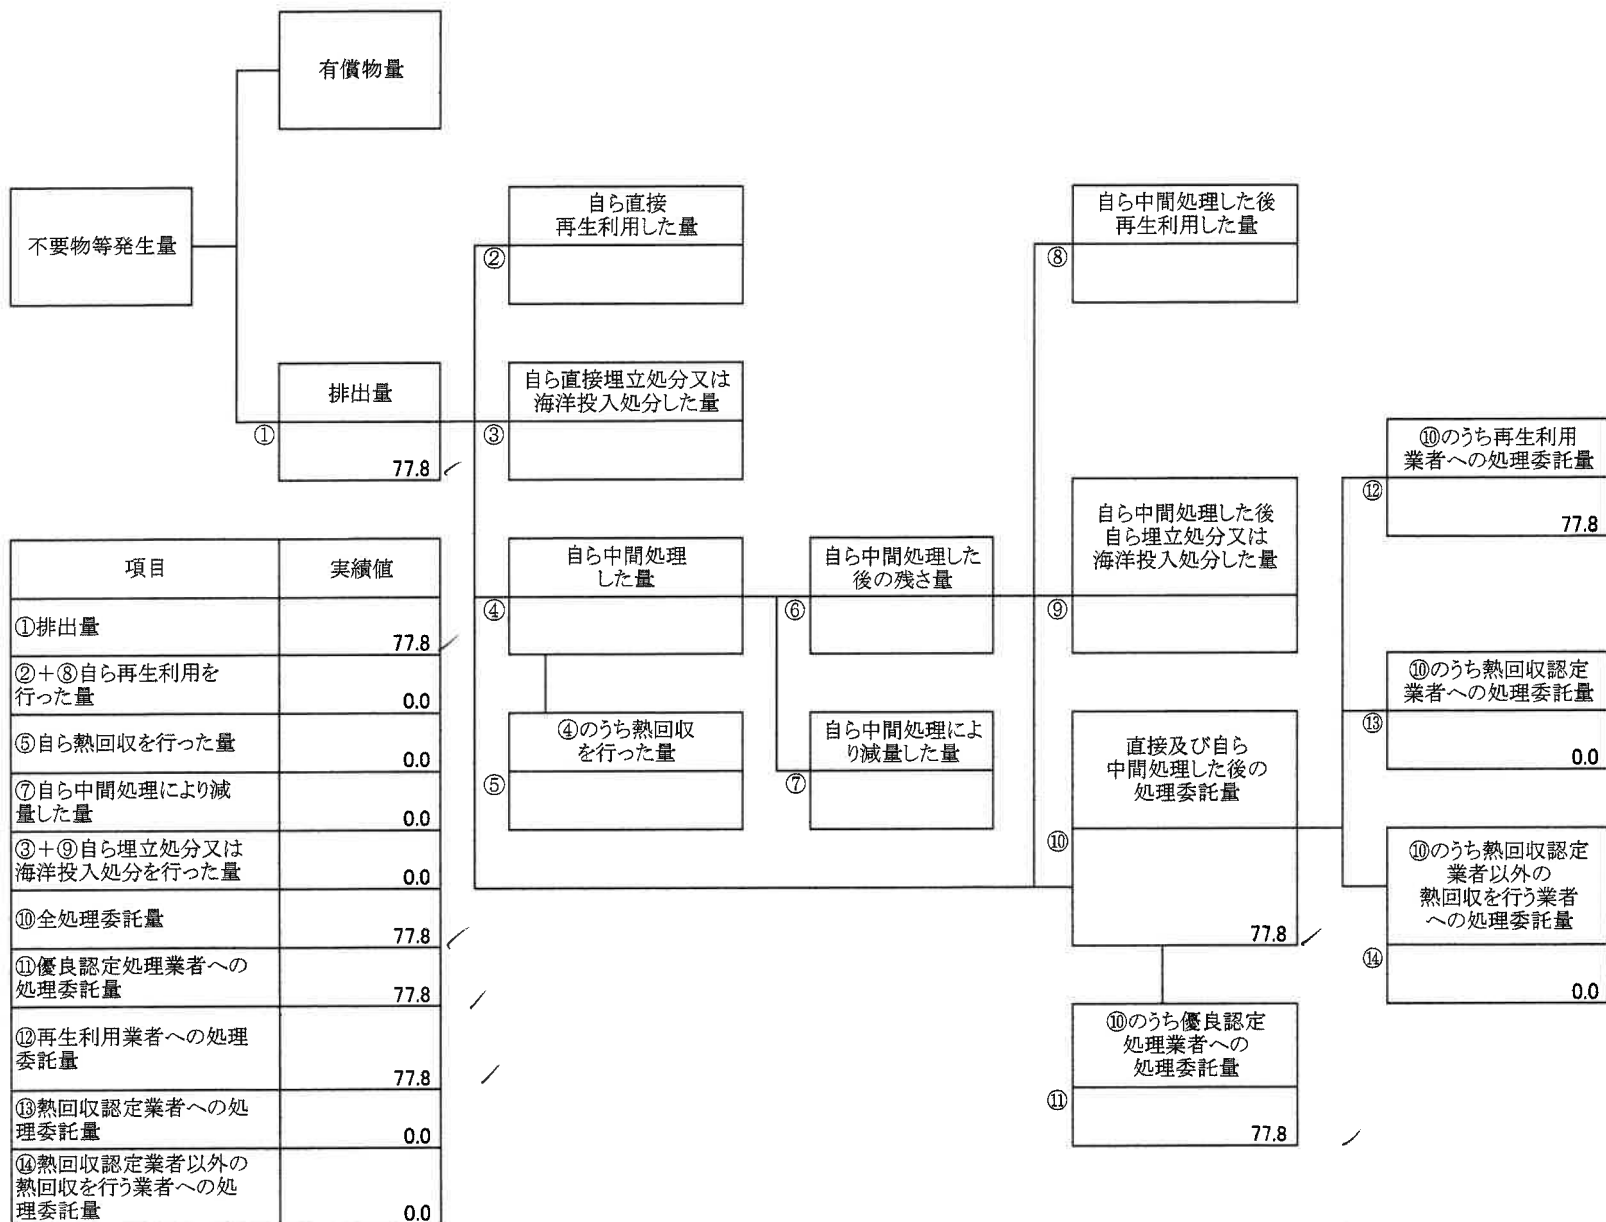 有償物量
不要物等発生量
排出量
①
77.8
自ら直接
再生利用した量
②
自ら直接埋立処分又は
海洋投入処分した量
③
自ら中間処理
した量
④
④のうち熱回収
を行った量
⑤
自ら中間処理した
後の残さ量
⑥
自ら中間処理によ
り減量した量
⑦
自ら中間処理した後
再生利用した量
⑧
自ら中間処理した後
自ら埋立処分又は
海洋投入処分した量
⑨
直接及び自ら
中間処理した後の
処理委託量
⑩
77.8
⑩のうち優良認定
処理業者への
処理委託量
⑪
77.8
⑩のうち再生利用
業者への処理委託量
⑫
77.8
⑩のうち熱回収認定
業者への処理委託量
⑬
0.0
⑩のうち熱回収認定
業者以外の
熱回収を行う業者
への処理委託量
⑭
0.0
項目 実績値
①排出量
77.8
②+⑧自ら再生利用を
行った量
0.0
⑤自ら熱回収を行った量
0.0
⑦自ら中間処理により減
量した量
0.0
③+⑨自ら埋立処分又は
海洋投入処分を行った量
0.0
⑩全処理委託量
77.8
⑪優良認定処理業者への
処理委託量
77.8
⑫再生利用業者への処理
委託量
77.8
⑬熱回収認定業者への処
理委託量
0.0
⑭熱回収認定業者以外の
熱回収を行う業者への処
理委託量
0.0